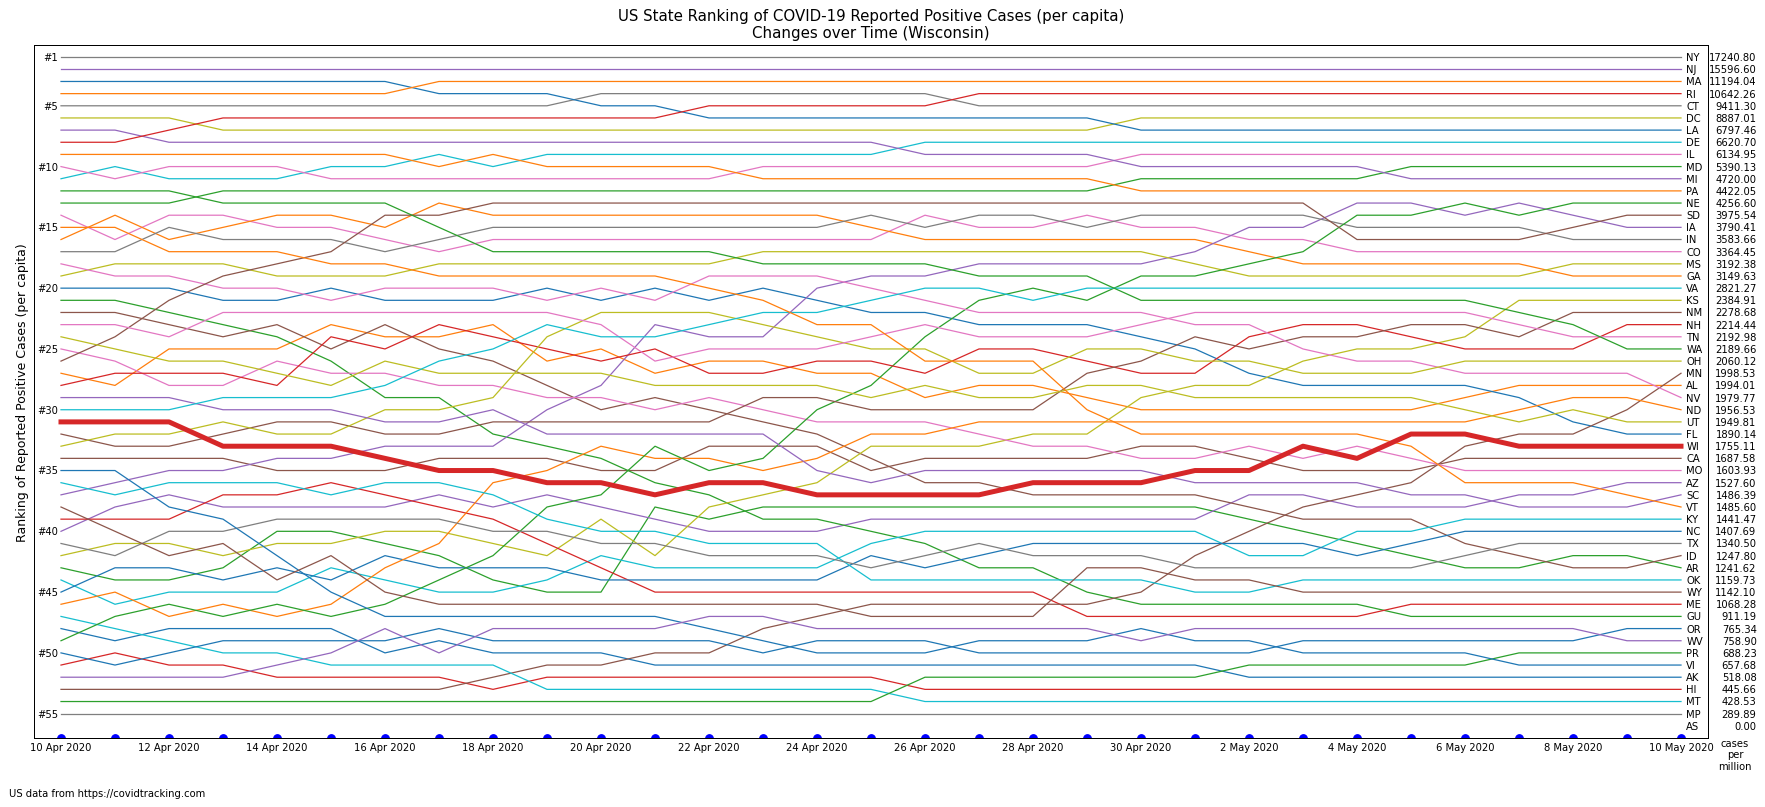 US State Ranking of COVID-19 Reported Positive Cases (per capita)
Changes over Time (Wisconsin)
Ranking of Reported Positive Cases (per capita)
#1
#5
#10
#15
#20
#25
#30
#35
#40
#45
#50
#55
NY 17240.80
NJ 15596.60
MA 11194.04
RI 10642.26
CT 9411.30
DC 8887.01
LA 6797.46
DE 6620.70
IL 6134.95
MD 5390.13
MI 4720.00
PA 4422.05
NE 4256.60
SD 3975.54
IA 3790.41
IN 3583.66
CO 3364.45
MS 3192.38
GA 3149.63
VA 2821.27
KS 2384.91
NM 2278.68
NH 2214.44
TN 2192.98
WA 2189.66
OH 2060.12
MN 1998.53
AL 1994.01
NV 1979.77
ND 1956.53
UT 1949.81
FL 1890.14
WI 1755.11
CA 1687.58
MO 1603.93
AZ 1527.60
SC 1486.39
VT 1485.60
KY 1441.47
NC 1407.69
TX 1340.50
ID 1247.80
AR 1241.62
OK 1159.73
WY 1142.10
ME 1068.28
GU 911.19
OR 765.34
WV 758.90
PR 688.23
VI 657.68
AK 518.08
HI 445.66
MT 428.53
MP 289.89
AS 0.00
10 Apr 2020 12 Apr 2020 14 Apr 2020 16 Apr 2020 18 Apr 2020 20 Apr 2020 22 Apr 2020 24 Apr 2020 26 Apr 2020 28 Apr 2020 30 Apr 2020 2 May 2020 4 May 2020 6 May 2020 8 May 2020 10 May 2020
cases
per
million
US data from https://covidtracking.com